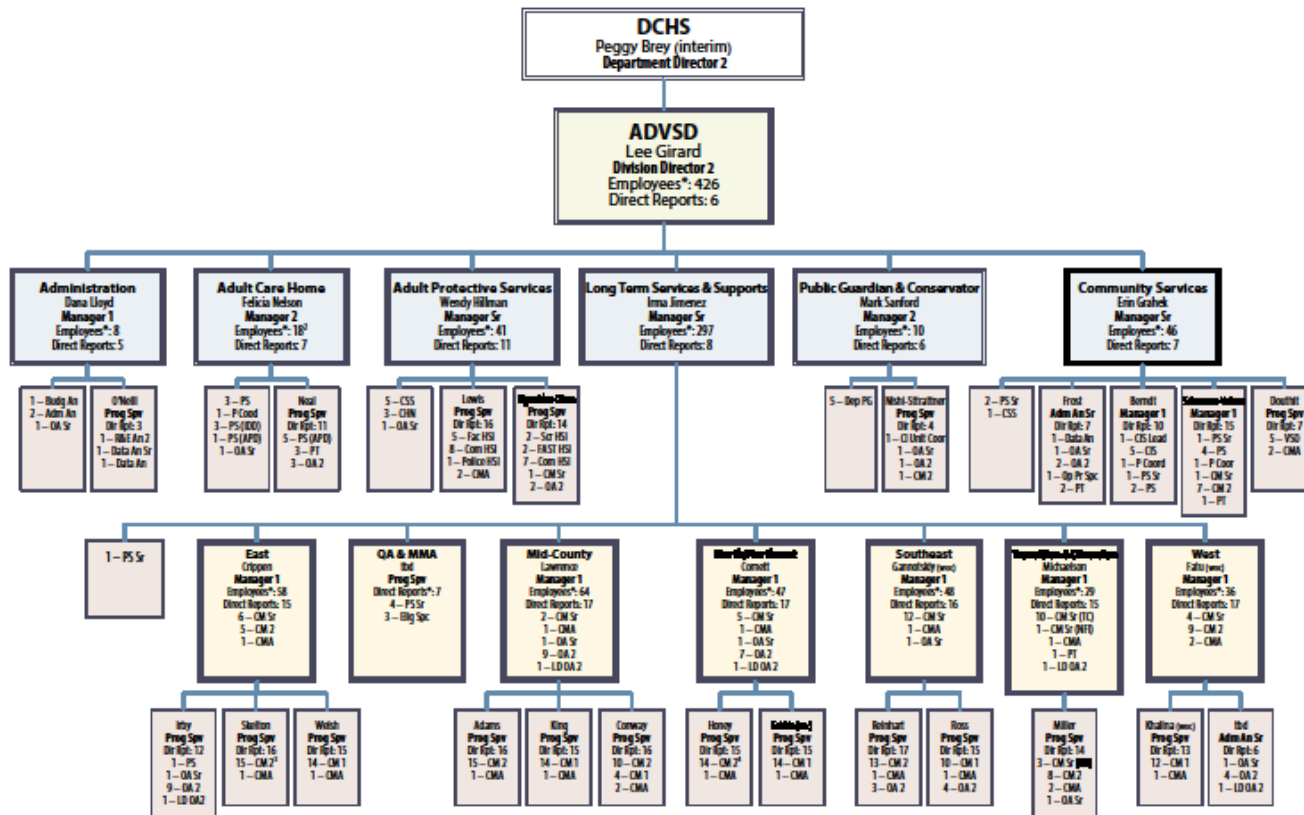 DCHS
Peggy Brey (interim)
Department Director 2
ADVSD
Lee Girard
Division Director 2
Employees*: 426
Direct Reports: 6
Administration
Dana Lloyd
Manager 1
Employees*: 8
Direct Reports: 5
Adult Care Home
Felicia Nelson
Manager 2
Employees*: 18²
Direct Reports: 7
Adult Protective Services
Wendy Hillman
Manager Sr
Employees*: 41
Direct Reports: 11
Long Term Services & Supports
Irma Jimenez
Manager Sr
Employees*: 297
Direct Reports: 8
Public Guardian & Conservator
Mark Sanford
Manager 2
Employees*: 10
Direct Reports: 6
Community Services
Erin Grahek
Manager Sr
Employees*: 46
Direct Reports: 7
1 – Budg An
2 – Adm An
1 – OA Sr
O'Neill
Prog Spv
Dir Rpt: 3
1 – R&E An 2
1 – Data An Sr
1 – Data An
3 – PS
1 – P Cood
3 – PS (IDD)
1 – PS (APD)
1 – OA Sr
Neal
Prog Spv
Dir Rpt: 11
5 – PS (APD)
3 – PT
3 – OA 2
5 – CSS
3 – CHN
1 – OA Sr
Lewis
Prog Spv
Dir Rpt: 16
5 – Fac HSI
8 – Com HSI
1 – Police HSI
2 – CMA
Prog Spv
Dir Rpt: 14
2 – Scr HSI
2 – FAST HSI
7 – Com HSI
1 – CM Sr
2 – OA 2
5 – Dep PG
Nishi-Strattner
Prog Spv
Dir Rpt: 4
1 – CI Unit Coor
1 – OA Sr
1 – OA 2
1 – CM 2
2 – PS Sr
1 – CSS
Frost
Adm An Sr
Dir Rpt: 7
1 – Data An
1 – OA Sr
2 – OA 2
1 – Op Pr Spc
2 – PT
Berndt
Manager 1
Dir Rpt: 10
1 – CIS Lead
5 – CIS
1 – P Coord
1 – PS Sr
2 – PS
Manager 1
Dir Rpt: 15
1 – PS Sr
4 – PS
1 – P Coor
1 – CM Sr
7 – CM 2
1 – PT
Douthit
Prog Spv
Dir Rpt: 7
5 – VSO
2 – CMA
1 – PS Sr
East
Crippen
Manager 1
Employees*: 58
Direct Reports: 15
6 – CM Sr
5 – CM 2
1 – CMA
QA & MMA
tbd
Prog Spv
Direct Reports*: 7
4 – PS Sr
3 – Elig Spc
Mid-County
Lawrence
Manager 1
Employees*: 64
Direct Reports: 17
2 – CM Sr
1 – CMA
1 – OA Sr
9 – OA 2
1 – LD OA 2
Cornett
Manager 1
Employees*: 47
Direct Reports: 17
5 – CM Sr
1 – CMA
1 – OA Sr
7 – OA 2
1 – LD OA 2
Southeast
(woc)
Manager 1
Employees*: 48
Direct Reports: 16
12 – CM Sr
1 – CMA
1 – OA Sr
Michaelson
Manager 1
Employees*: 29
Direct Reports: 15
10 – CM Sr (TC)
1 – CM Sr (NFI)
1 – CMA
1 – PT
1 – LD OA 2
West
Fatu (woc)
Manager 1
Employees*: 36
Direct Reports: 17
4 – CM Sr
9 – CM 2
2 – CMA
Irby
Prog Spv
Dir Rpt: 12
1 – PS
1 – OA Sr
9 – OA 2
1 – LD OA2
Skelton
Prog Spv
Dir Rpt: 16
15 – CM 2³
1 – CMA
Welsh
Prog Spv
Dir Rpt: 15
14 – CM 1
1 – CMA
Adams
Prog Spv
Dir Rpt: 16
15 – CM 2
1 – CMA
King
Prog Spv
Dir Rpt: 15
14 – CM 1
1 – CMA
Conway
Prog Spv
Dir Rpt: 16
10 – CM 2
4 – CM 1
2 – CMA
Honey
Prog Spv
Dir Rpt: 15
14 – CM 2⁴
1 – CMA
Prog Spv
Dir Rpt: 15
14 – CM 1
1 – CMA
Reinhart
Prog Spv
Dir Rpt: 17
13 – CM 2
1 – CMA
3 – OA 2
Ross
Prog Spv
Dir Rpt: 15
10 – CM 1
1 – CMA
4 – OA 2
Miller
Prog Spv
Dir Rpt: 14
3 – CM Sr
8 – CM 2
2 – CMA
1 – OA Sr
Khalina (woc)
Prog Spv
Dir Rpt: 13
12 – CM 1
1 – CMA
tbd
Adm An Sr
Dir Rpt: 6
1 – OA Sr
4 – OA 2
1 – LD OA 2